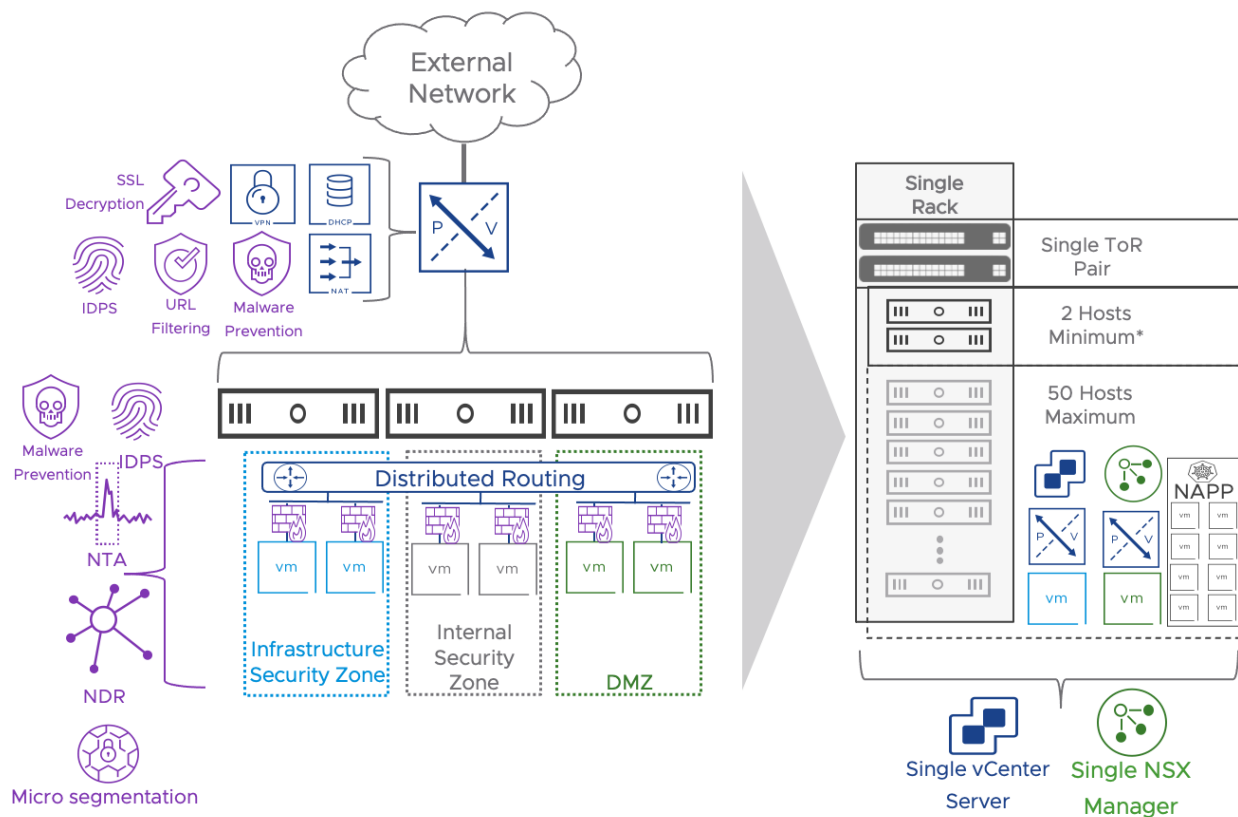 External
Network
SSL
Decryption
VPN
DHCP
IDPS
URL
Filtering
Malware
Prevention
NAT
P V
Malware
Prevention
IDPS
NTA
NDR
Micro segmentation
Distributed Routing
vm vm vm vm vm vm
Infrastructure
Security Zone
Internal
Security
Zone
DMZ
Single
Rack
Single ToR
Pair
2 Hosts
Minimum*
50 Hosts
Maximum
NAPP
P V P V
vm vm
vm vm
vm vm
vm vm
vm vm
Single vCenter
Server
Single NSX
Manager